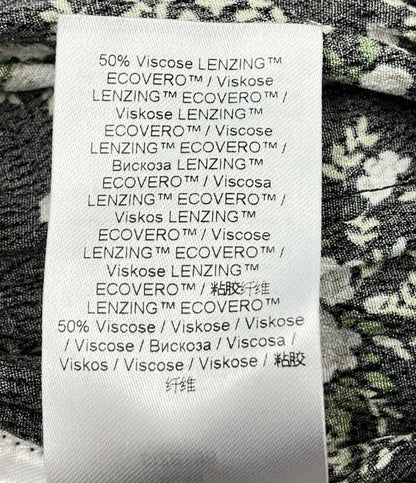 50% Viscose LENZING™
ECOVERO™ / Viskose
LENZING™ ECOVERO™ /
Viskose LENZING™
ECOVERO™ / Viscose
LENZING™ ECOVERO™ /
Вискоза LENZING™
ECOVERO™ / Viscosa
LENZING™ ECOVERO™ /
Viskos LENZING™
ECOVERO™ / Viscose
LENZING™ ECOVERO™ /
Viskose LENZING™
ECOVERO™ / 粘胶纤维
LENZING™ ECOVERO™
50% Viscose / Viskose / Viskose
/ Viscose / Вискоза / Viscosa /
Viskos / Viscose / Viskose / 粘胶
纤维